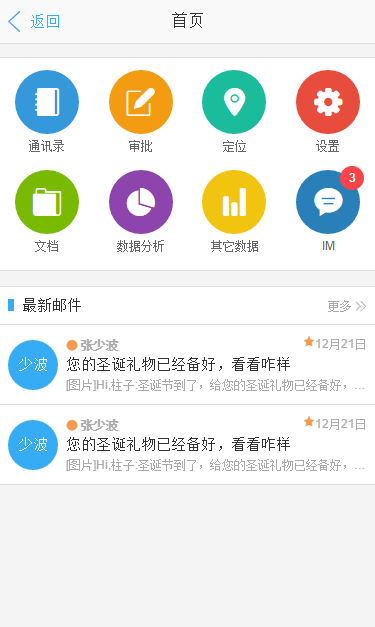 返回
首页
通讯录
审批
定位
设置
3
文档
数据分析
其它数据
IM
最新邮件
更多
少波
张少波
12月21日
您的圣诞礼物已经备好，看看咋样
[图片]Hi,柱子:圣诞节到了，给您的圣诞礼物已经备好，...
少波
张少波
12月21日
您的圣诞礼物已经备好，看看咋样
[图片]Hi,柱子:圣诞节到了，给您的圣诞礼物已经备好，...